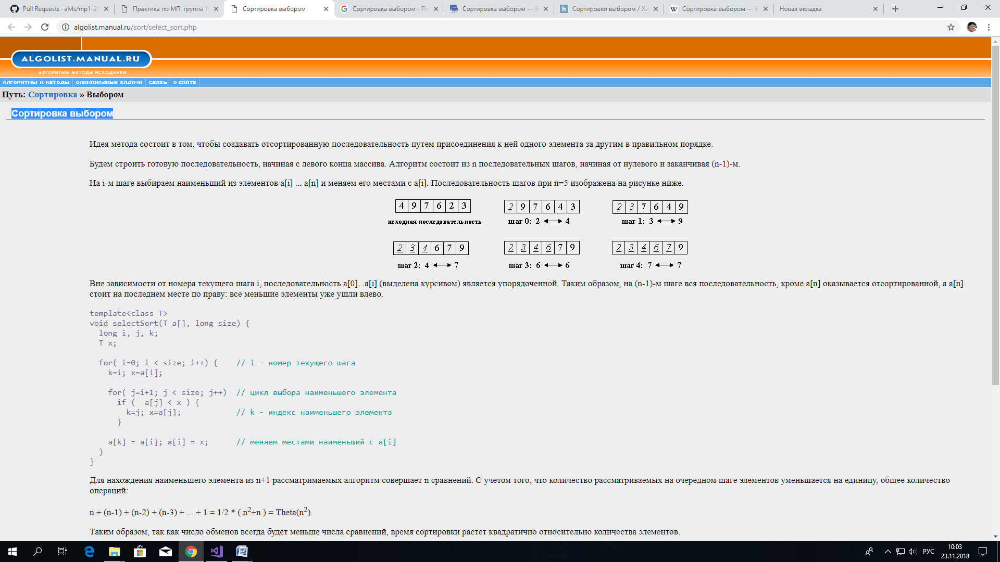 Pull Requests · alvls/mp1-20
Практика по МП, группа 1
Сортировка выбором
Сортировка выбором - По
Сортировка выбором — В
Сортировки выбором / Ха
Сортировка выбором — В
Новая вкладка
algolist.manual.ru/sort/select_sort.php
ALGOLIST.MANUAL.RU
АЛГОРИТМЫ МЕТОДЫ ИСХОДНИКИ
АЛГОРИТМЫ И МЕТОДЫ ОЛИМПИАДНЫЕ ЗАДАЧИ СВЯЗЬ О САЙТЕ
Путь: Сортировка » Выбором
Сортировка выбором
Идея метода состоит в том, чтобы создавать отсортированную последовательность путем присоединения к ней одного элемента за другим в правильном порядке.
Будем строить готовую последовательность, начиная с левого конца массива. Алгоритм состоит из n последовательных шагов, начиная от нулевого и заканчивая (n-1)-м.
На i-м шаге выбираем наименьший из элементов a[i] ... a[n] и меняем его местами с a[i]. Последовательность шагов при n=5 изображена на рисунке ниже.
4 9 7 6 2 3
исходная последовательность
2 9 7 6 4 3
шаг 0: 2 ↔ 4
2 3 7 6 4 9
шаг 1: 3 ↔ 9
2 3 4 6 7 9
шаг 2: 4 ↔ 7
2 3 4 6 7 9
шаг 3: 6 ↔ 6
2 3 4 6 7 9
шаг 4: 7 ↔ 7
Вне зависимости от номера текущего шага i, последовательность a[0]...a[i] (выделена курсивом) является упорядоченной. Таким образом, на (n-1)-м шаге вся последовательность, кроме a[n] оказывается отсортированной, а a[n]
стоит на последнем месте по праву: все меньшие элементы уже ушли влево.
template<class T>
void selectSort(T a[], long size) {
  long i, j, k;
  T x;
  for( i=0; i < size; i++) {    // i - номер текущего шага
    k=i; x=a[i];
    for( j=i+1; j < size; j++)  // цикл выбора наименьшего элемента
      if (  a[j] < x ) {
        k=j; x=a[j];            // k - индекс наименьшего элемента
      }
    a[k] = a[i]; a[i] = x;      // меняем местами наименьший с a[i]
  }
}
Для нахождения наименьшего элемента из n+1 рассматримаемых алгоритм совершает n сравнений. С учетом того, что количество рассматриваемых на очередном шаге элементов уменьшается на единицу, общее количество
операций:
n + (n-1) + (n-2) + (n-3) + ... + 1 = 1/2 * ( n²+n ) = Theta(n²).
Таким образом, так как число обменов всегда будет меньше числа сравнений, время сортировки растет квадратично относительно количества элементов.
РУС
10:03
23.11.2018